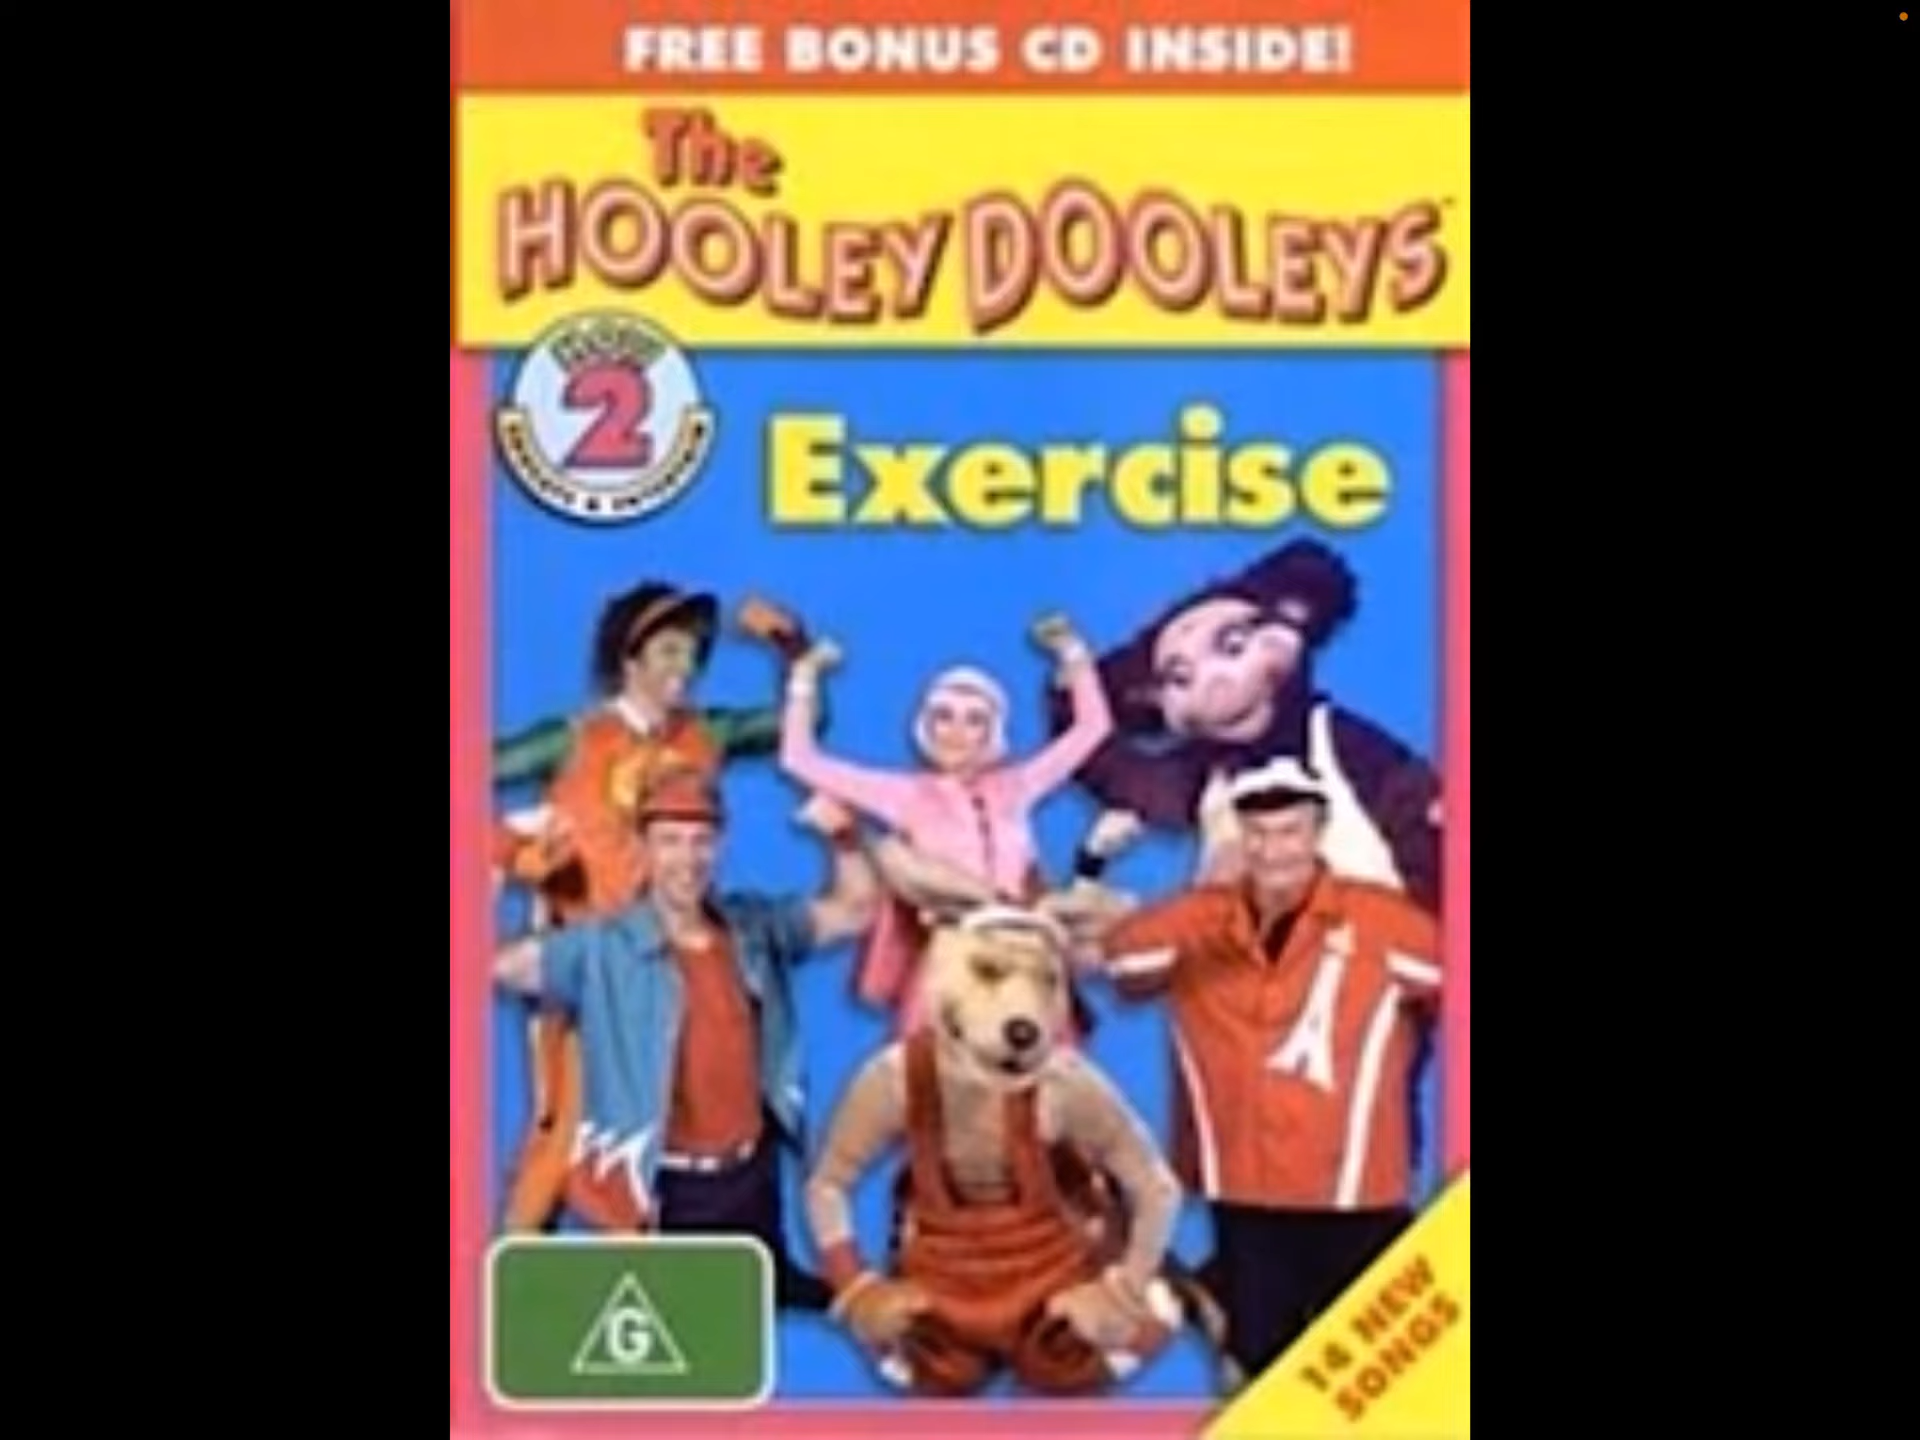 FREE BONUS CD INSIDE!
The
HOOLEY DOOLEYS
2
Exercise
G
14 NEW
SONGS